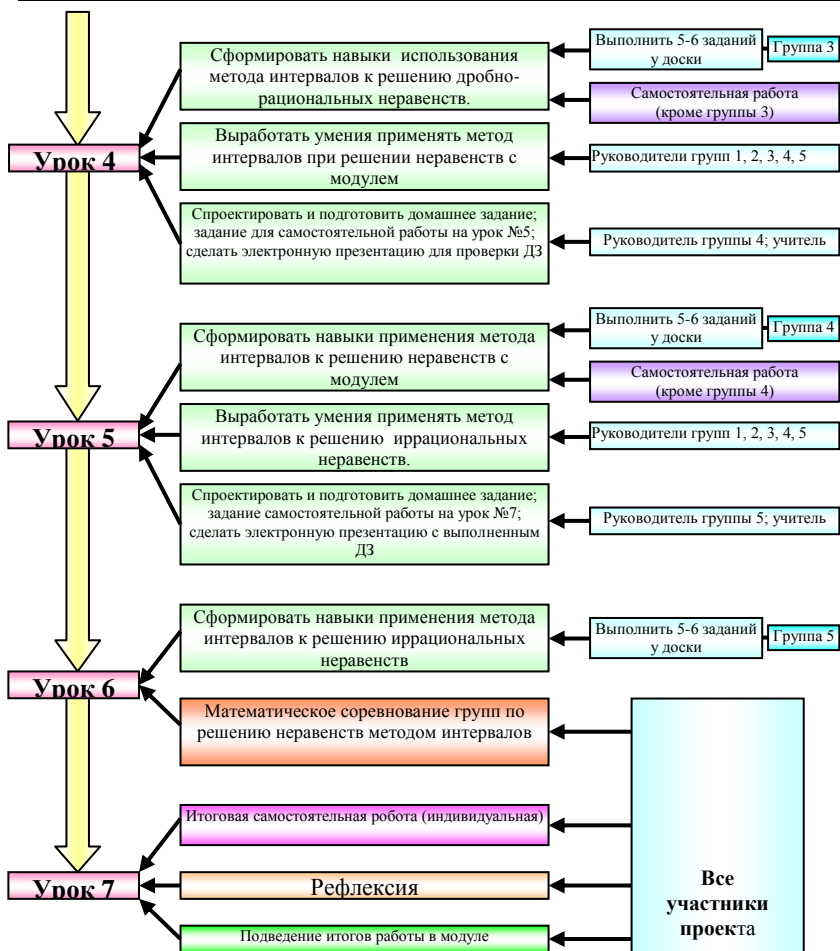 Сформировать навыки использования
метода интервалов к решению дробно-
рациональных неравенств.
Выполнить 5-6 заданий
у доски
Группа 3
Самостоятельная работа
(кроме группы 3)
Урок 4
Выработать умения применять метод
интервалов при решении неравенств с
модулем
Руководители групп 1, 2, 3, 4, 5
Спроектировать и подготовить домашнее задание;
задание для самостоятельной работы на урок №5;
сделать электронную презентацию для проверки ДЗ
Руководитель группы 4; учитель
Сформировать навыки применения метода
интервалов к решению неравенств с
модулем
Выполнить 5-6 заданий
у доски
Группа 4
Самостоятельная работа
(кроме группы 4)
Урок 5
Выработать умения применять метод
интервалов к решению иррациональных
неравенств.
Руководители групп 1, 2, 3, 4, 5
Спроектировать и подготовить домашнее задание;
задание самостоятельной работы на урок №7;
сделать электронную презентацию с выполненным
ДЗ
Руководитель группы 5; учитель
Сформировать навыки применения метода
интервалов к решению иррациональных
неравенств
Выполнить 5-6 заданий
у доски
Группа 5
Урок 6
Математическое соревнование групп по
решению неравенств методом интервалов
Итоговая самостоятельная робота (индивидуальная)
Урок 7
Рефлексия
Подведение итогов работы в модуле
Все
участники
проекта